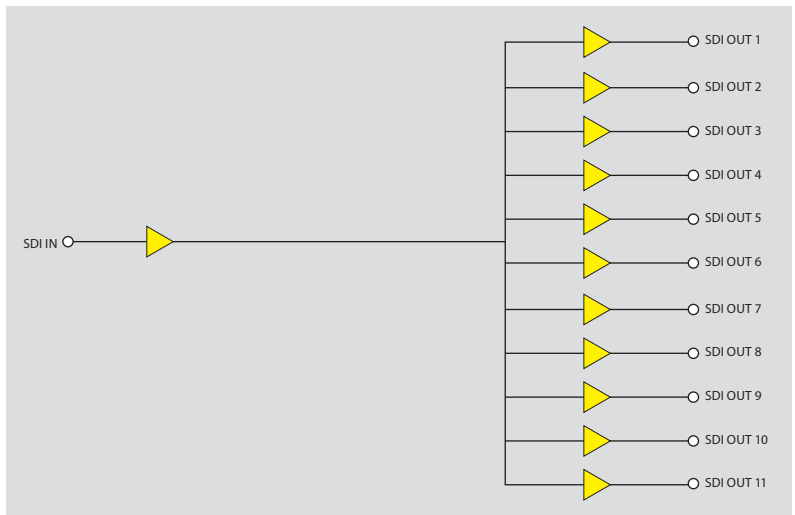 SDI IN
SDI OUT 1
SDI OUT 2
SDI OUT 3
SDI OUT 4
SDI OUT 5
SDI OUT 6
SDI OUT 7
SDI OUT 8
SDI OUT 9
SDI OUT 10
SDI OUT 11